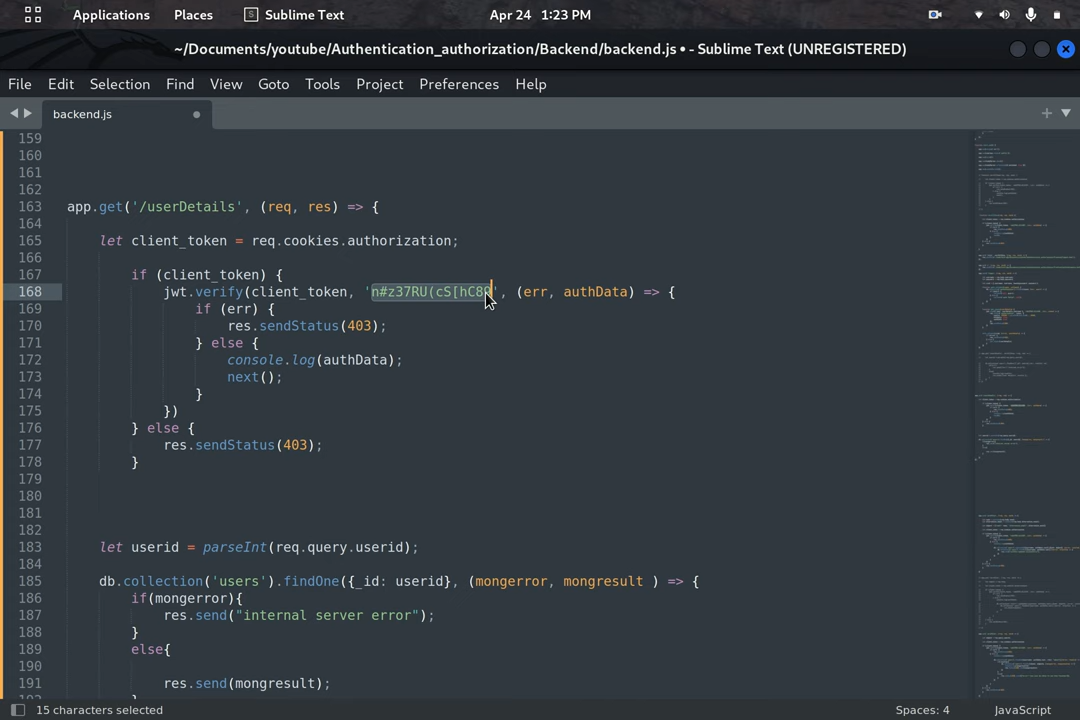 Applications Places Sublime Text Apr 24 1:23 PM
~/Documents/youtube/Authentication_authorization/Backend/backend.js • - Sublime Text (UNREGISTERED)
File Edit Selection Find View Goto Tools Project Preferences Help
backend.js
159
160
161
162
163 app.get('/userDetails', (req, res) => {
164
165 let client_token = req.cookies.authorization;
166
167 if (client_token) {
168 jwt.verify(client_token, 'n#z37RU(cS[hC8Q', (err, authData) => {
169 if (err) {
170 res.sendStatus(403);
171 } else {
172 console.log(authData);
173 next();
174 }
175 })
176 } else {
177 res.sendStatus(403);
178 }
179
180
181
182
183 let userid = parseInt(req.query.userid);
184
185 db.collection('users').findOne({_id: userid}, (mongerror, mongresult ) => {
186 if(mongerror){
187 res.send("internal server error");
188 }
189 else{
190
191 res.send(mongresult);
15 characters selected Spaces: 4 JavaScript